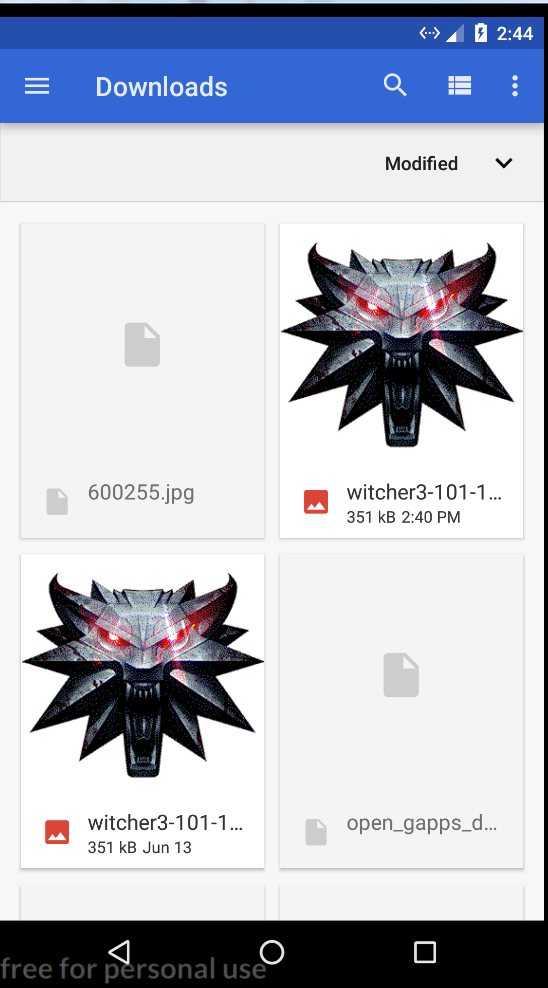 2:44
Downloads
Modified
600255.jpg
witcher3-101-1...
351 kB 2:40 PM
witcher3-101-1...
351 kB Jun 13
open_gapps_d...
free for personal use